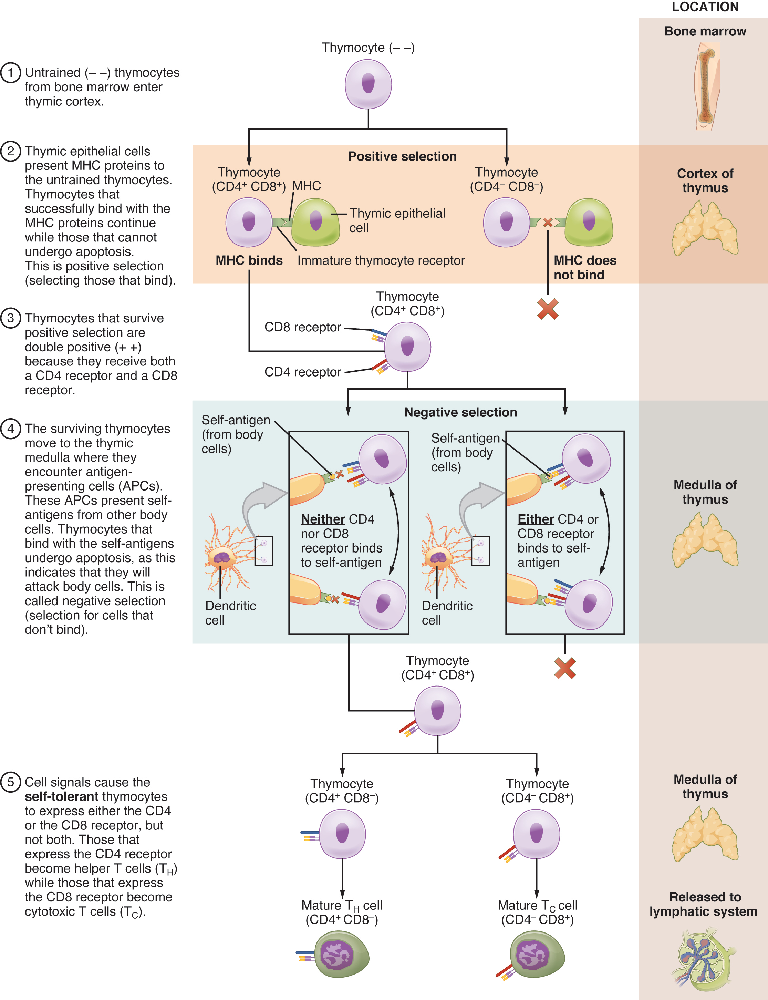 LOCATION
Bone marrow
Thymocyte (– –)
1 Untrained (– –) thymocytes
from bone marrow enter
thymic cortex.
2 Thymic epithelial cells
present MHC proteins to
the untrained thymocytes.
Thymocytes that
successfully bind with the
MHC proteins continue
while those that cannot
undergo apoptosis.
This is positive selection
(selecting those that bind).
Positive selection
Thymocyte
(CD4⁺ CD8⁺)
MHC
Thymic epithelial
cell
MHC binds
Immature thymocyte receptor
Thymocyte
(CD4⁻ CD8⁻)
MHC does
not bind
Cortex of
thymus
3 Thymocytes that survive
positive selection are
double positive (+ +)
because they receive both
a CD4 receptor and a CD8
receptor.
Thymocyte
(CD4⁺ CD8⁺)
CD8 receptor
CD4 receptor
4 The surviving thymocytes
move to the thymic
medulla where they
encounter antigen-
presenting cells (APCs).
These APCs present self-
antigens from other body
cells. Thymocytes that
bind with the self-antigens
undergo apoptosis, as this
indicates that they will
attack body cells. This is
called negative selection
(selection for cells that
don’t bind).
Negative selection
Self-antigen
(from body
cells)
Neither CD4
nor CD8
receptor binds
to self-antigen
Dendritic
cell
Self-antigen
(from body
cells)
Either CD4 or
CD8 receptor
binds to self-
antigen
Dendritic
cell
Medulla of
thymus
Thymocyte
(CD4⁺ CD8⁺)
5 Cell signals cause the
self-tolerant thymocytes
to express either the CD4
or the CD8 receptor, but
not both. Those that
express the CD4 receptor
become helper T cells (T_H)
while those that express
the CD8 receptor become
cytotoxic T cells (T_C).
Thymocyte
(CD4⁺ CD8⁻)
Thymocyte
(CD4⁻ CD8⁺)
Medulla of
thymus
Mature T_H cell
(CD4⁺ CD8⁻)
Mature T_C cell
(CD4⁻ CD8⁺)
Released to
lymphatic system